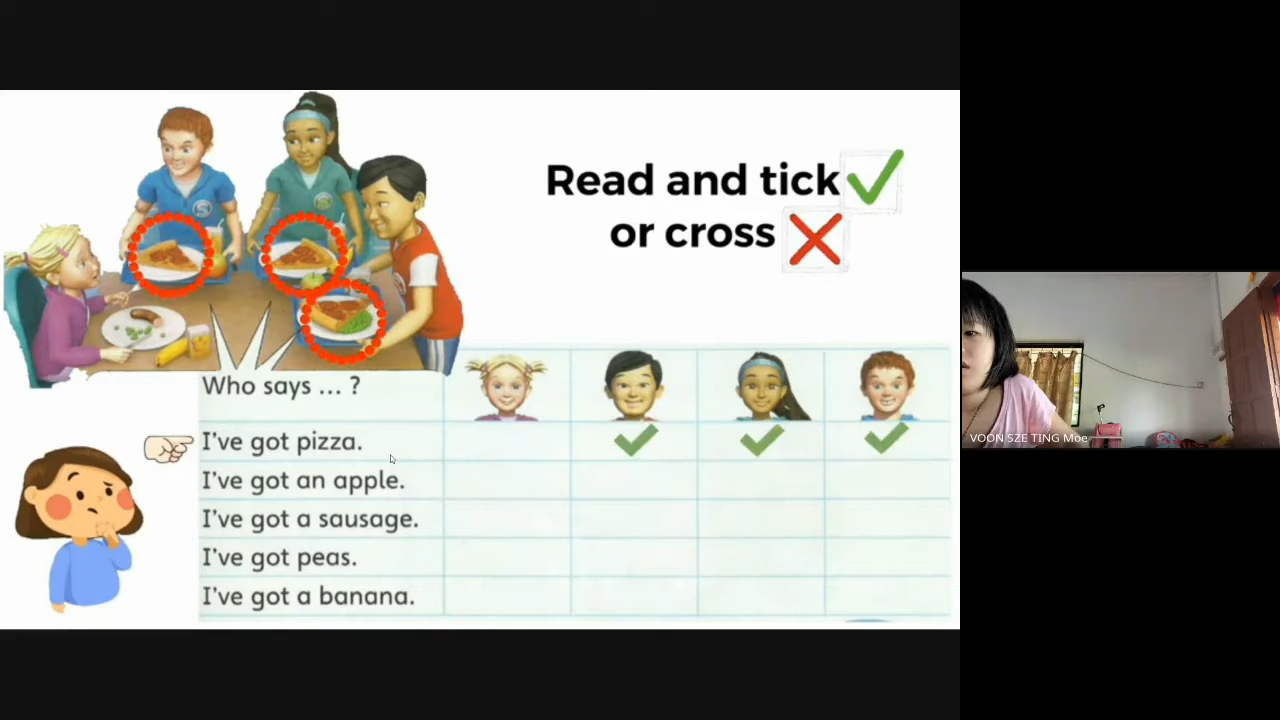 Read and tick
or cross
Who says ... ?
I've got pizza.
I've got an apple.
I've got a sausage.
I've got peas.
I've got a banana.
VOON SZE TING Moe